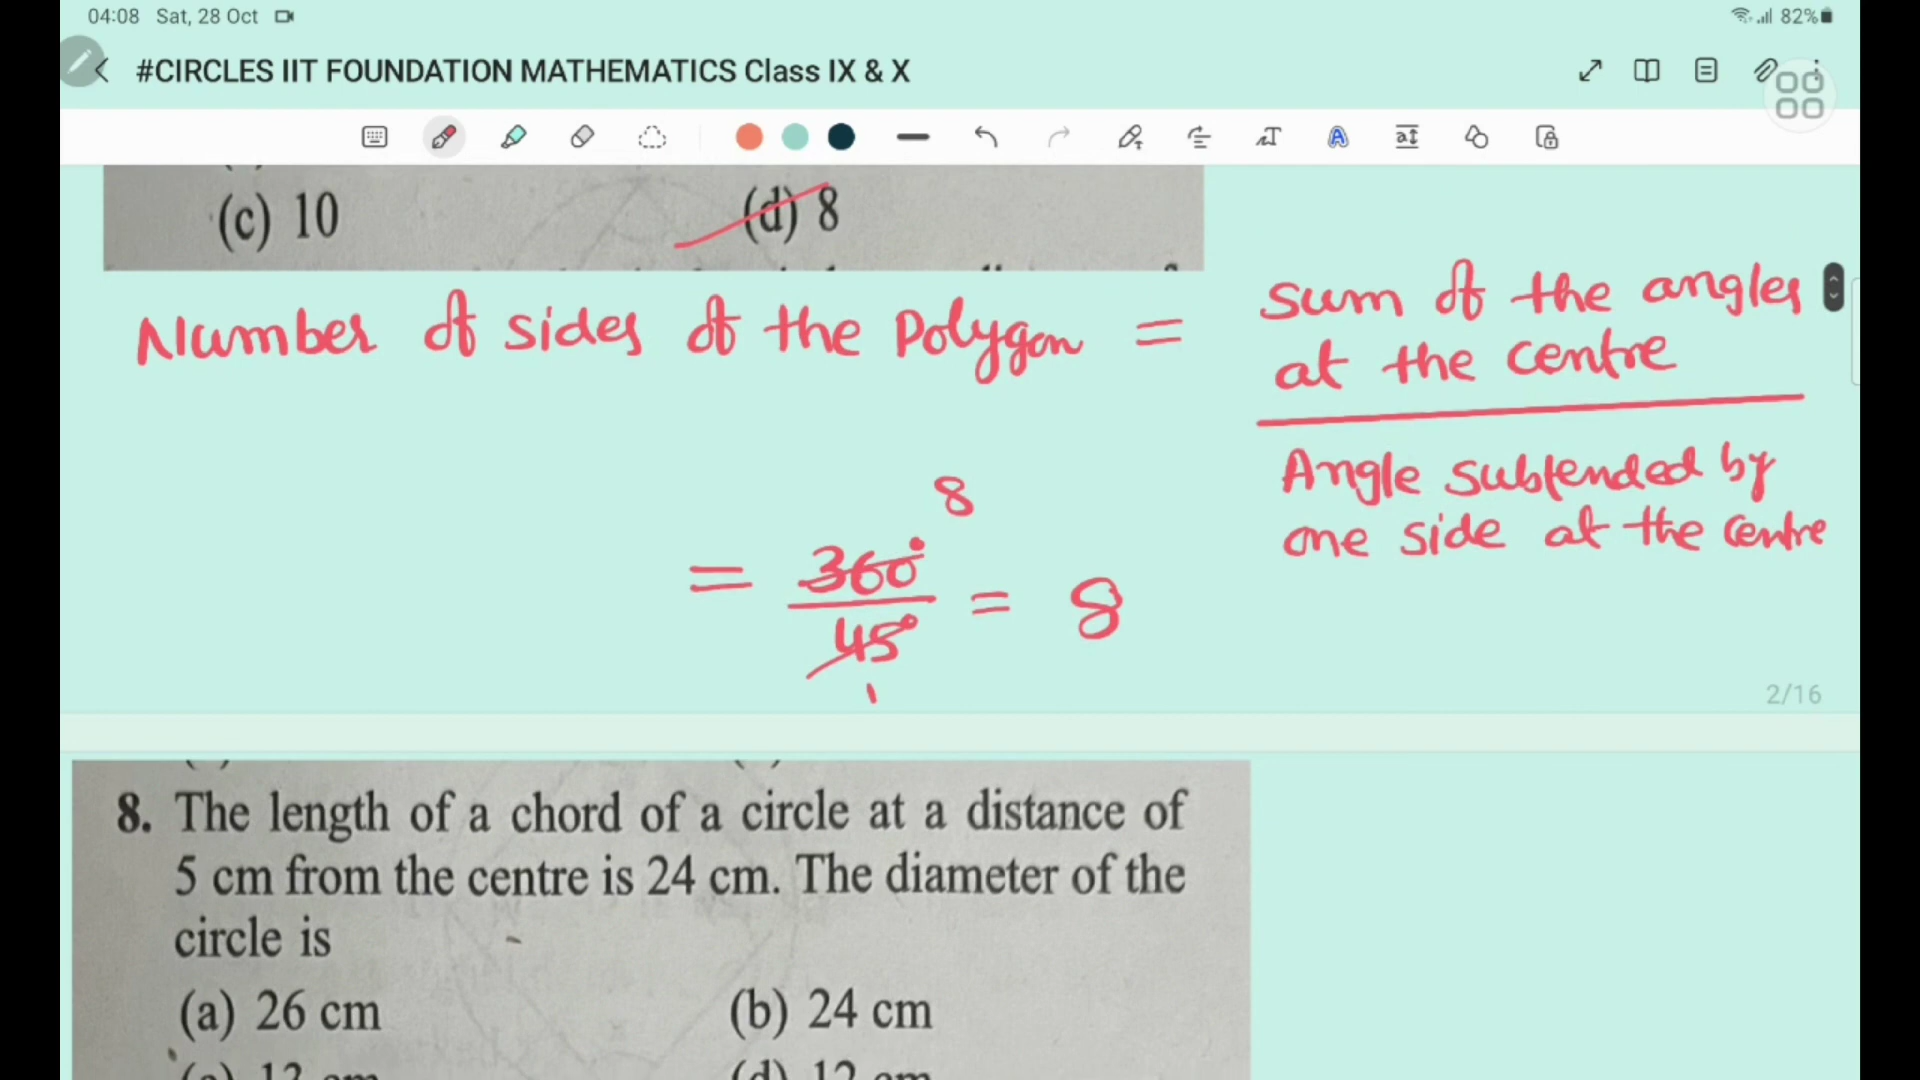 04:08 Sat, 28 Oct
82%
#CIRCLES IIT FOUNDATION MATHEMATICS Class IX & X
(c) 10 (d) 8
Number of sides of the Polygon = sum of the angles
at the centre
Angle subtended by
one side at the centre
8
= 360° = 8
45°
1
2/16
8. The length of a chord of a circle at a distance of
5 cm from the centre is 24 cm. The diameter of the
circle is
(a) 26 cm (b) 24 cm
(d) 12 cm